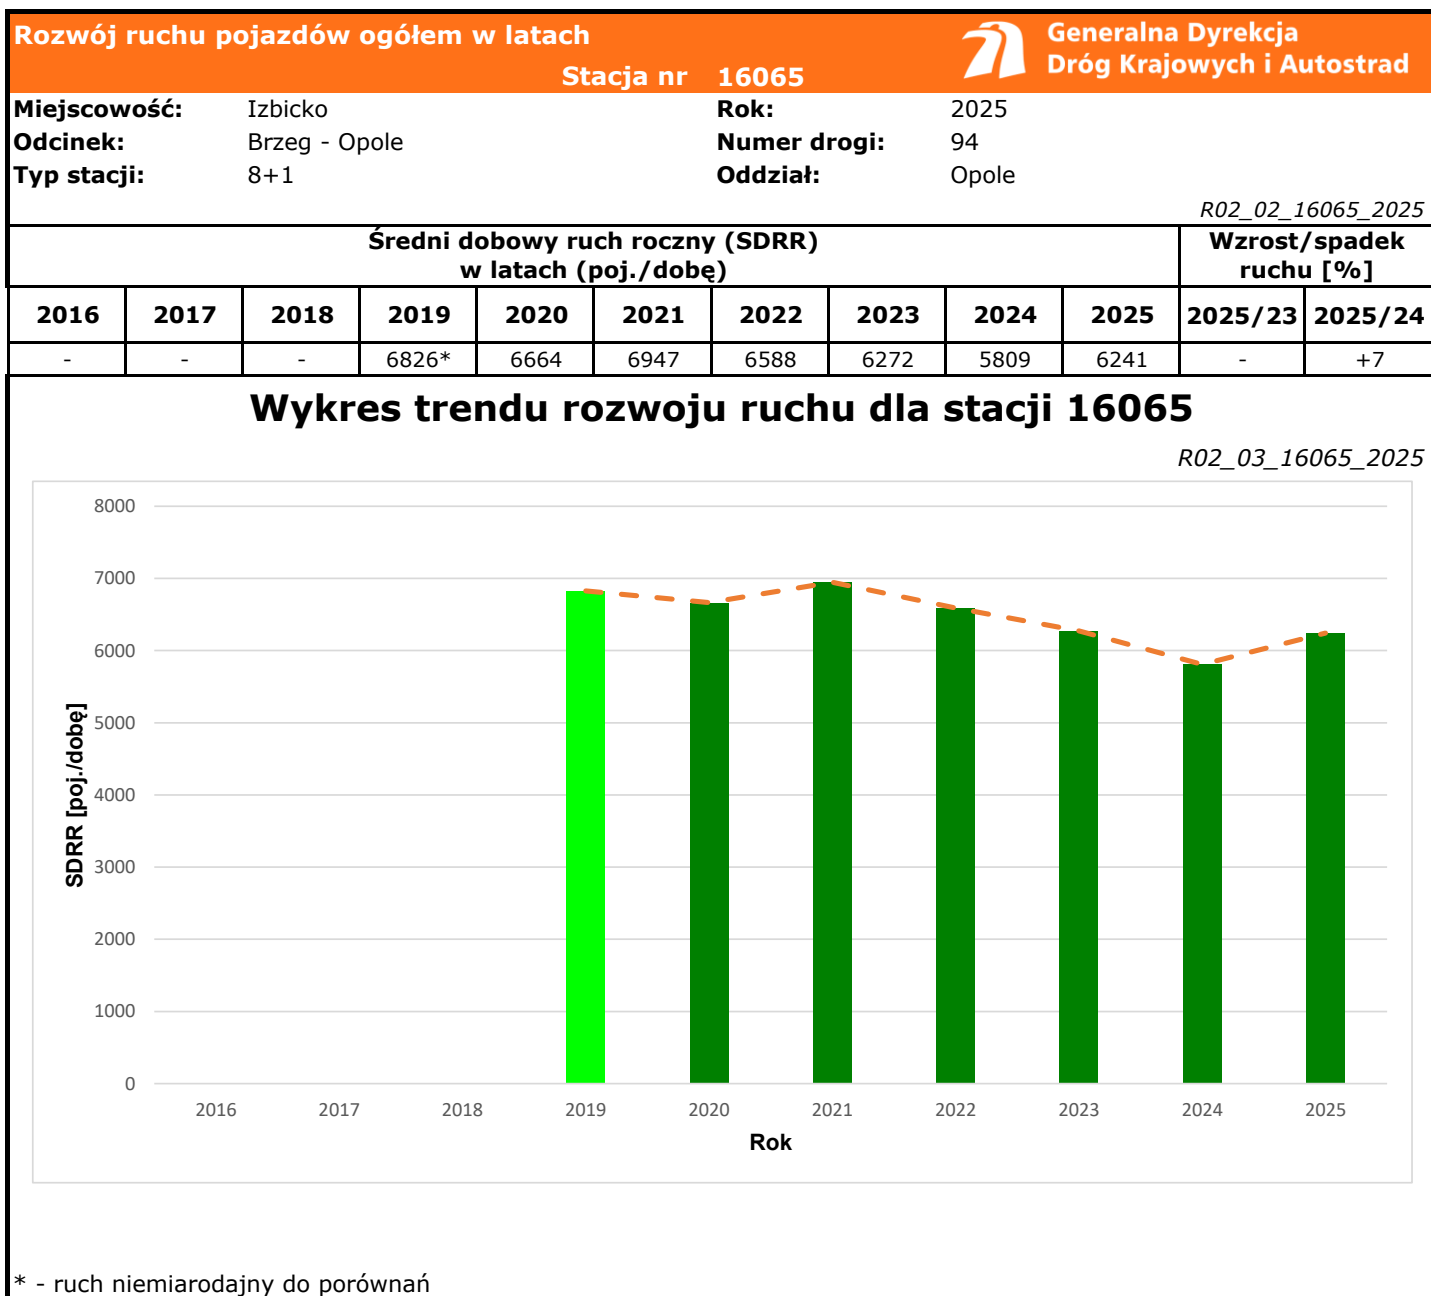 Rozwój ruchu pojazdów ogółem w latach
Stacja nr 16065
Generalna Dyrekcja
Dróg Krajowych i Autostrad
Miejscowość: Izbicko Rok: 2025
Odcinek: Brzeg - Opole Numer drogi: 94
Typ stacji: 8+1 Oddział: Opole
R02_02_16065_2025
Średni dobowy ruch roczny (SDRR)
w latach (poj./dobę)
Wzrost/spadek
ruchu [%]
2016 2017 2018 2019 2020 2021 2022 2023 2024 2025 2025/23 2025/24
- - - 6826* 6664 6947 6588 6272 5809 6241 - +7
Wykres trendu rozwoju ruchu dla stacji 16065
R02_03_16065_2025
8000
7000
6000
5000
4000
3000
2000
1000
0
SDRR [poj./dobę]
2016 2017 2018 2019 2020 2021 2022 2023 2024 2025
Rok
* - ruch niemiarodajny do porównań